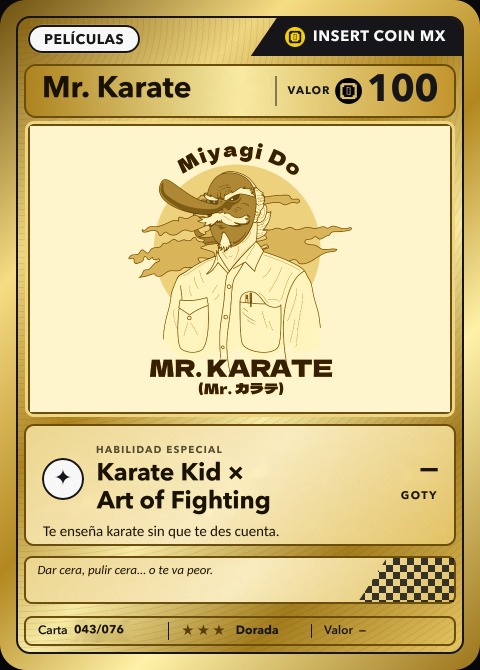 PELÍCULAS
INSERT COIN MX
Mr. Karate
VALOR 100
Miyagi Do
MR. KARATE
(Mr. カラテ)
HABILIDAD ESPECIAL
Karate Kid ×
Art of Fighting
—
GOTY
Te enseña karate sin que te des cuenta.
Dar cera, pulir cera... o te va peor.
Carta 043/076 ★ ★ ★ Dorada Valor –